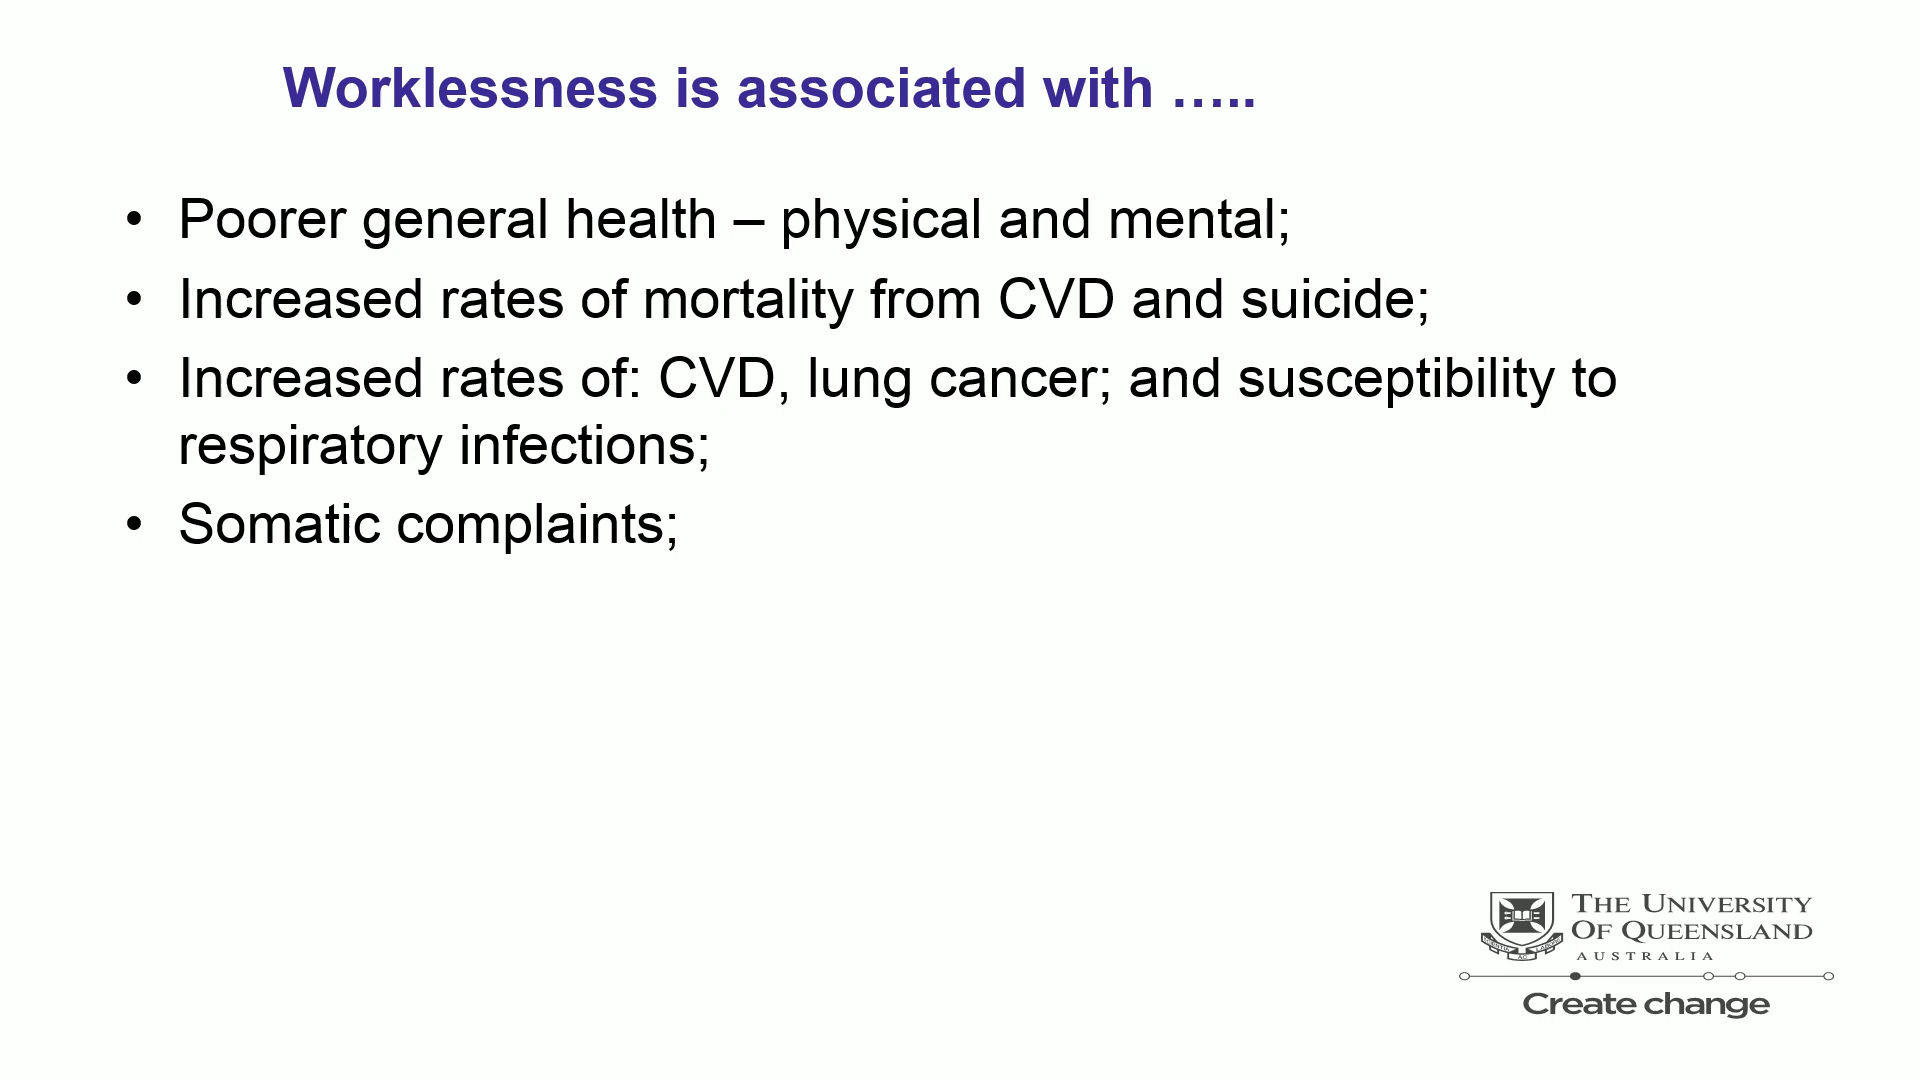 Worklessness is associated with …..
• Poorer general health – physical and mental;
• Increased rates of mortality from CVD and suicide;
• Increased rates of: CVD, lung cancer; and susceptibility to
respiratory infections;
• Somatic complaints;
THE UNIVERSITY
OF QUEENSLAND
AUSTRALIA
Create change